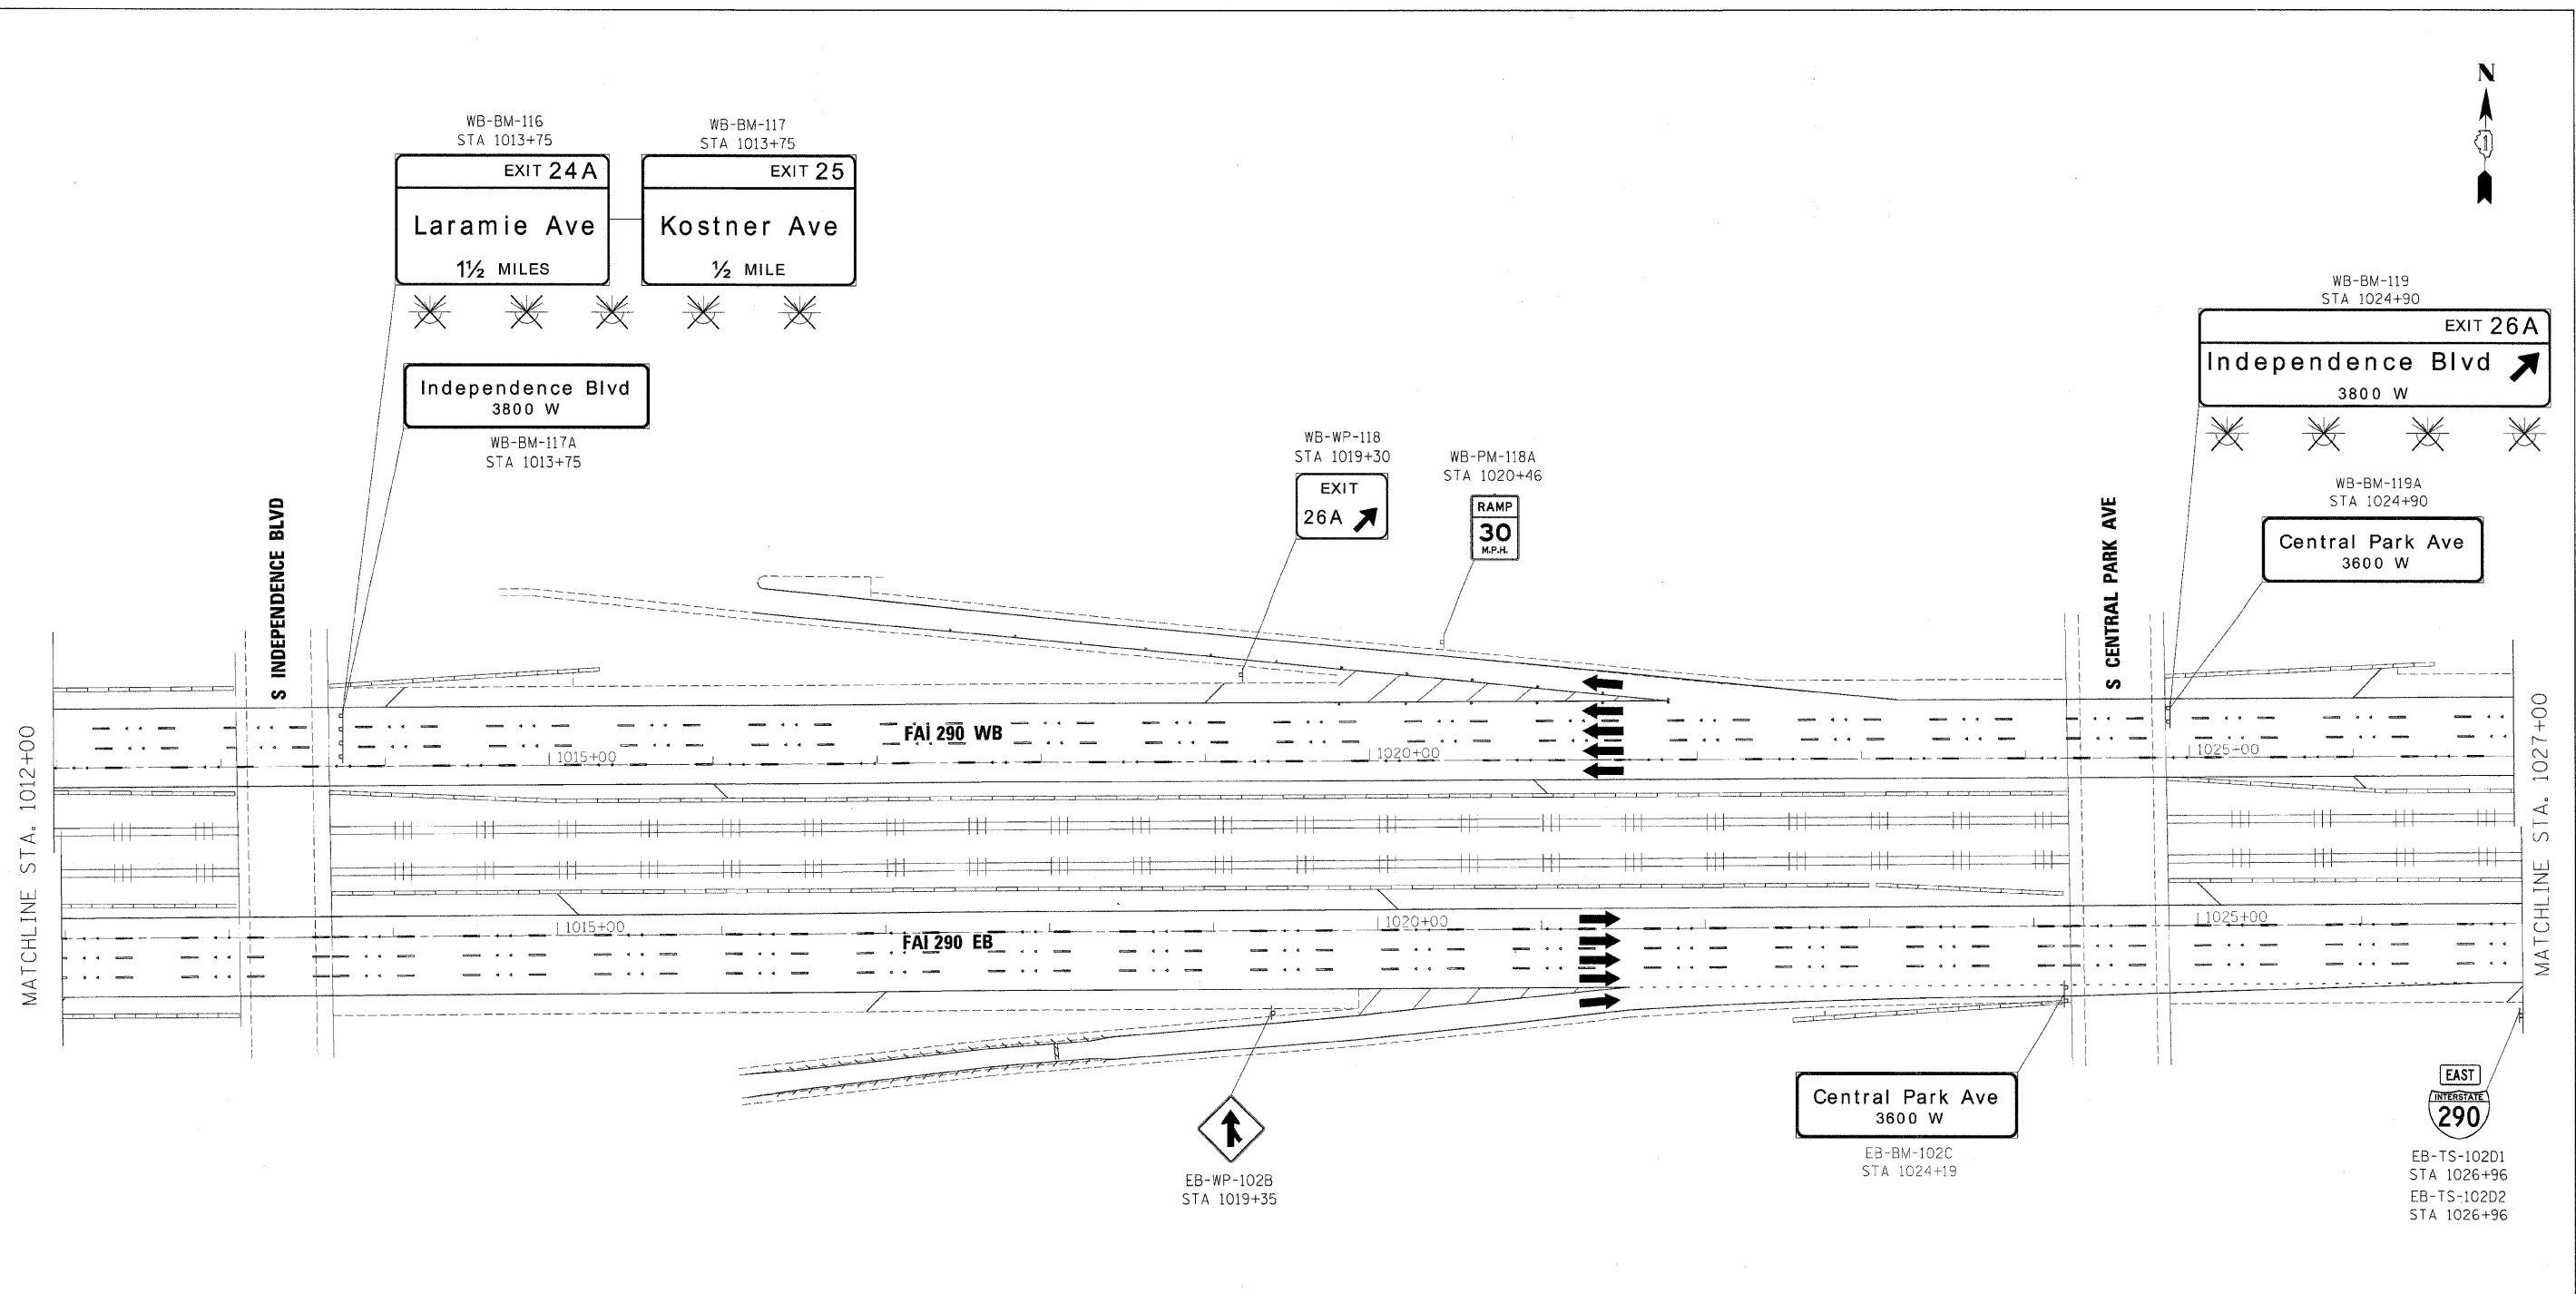 N
1
WB-BM-116
STA 1013+75
EXIT 24A
Laramie Ave
1½ MILES
WB-BM-117
STA 1013+75
EXIT 25
Kostner Ave
½ MILE
Independence Blvd
3800 W
WB-BM-117A
STA 1013+75
WB-WP-118
STA 1019+30
EXIT
26A
WB-PM-118A
STA 1020+46
RAMP
30
M.P.H.
WB-BM-119
STA 1024+90
EXIT 26A
Independence Blvd
3800 W
WB-BM-119A
STA 1024+90
Central Park Ave
3600 W
S INDEPENDENCE BLVD
S CENTRAL PARK AVE
MATCHLINE STA. 1012+00
MATCHLINE STA. 1027+00
FAI 290 WB
1015+00
1020+00
1025+00
1015+00
1020+00
1025+00
FAI 290 EB
EB-WP-102B
STA 1019+35
Central Park Ave
3600 W
EB-BM-102C
STA 1024+19
EAST
INTERSTATE
290
EB-TS-102D1
STA 1026+96
EB-TS-102D2
STA 1026+96